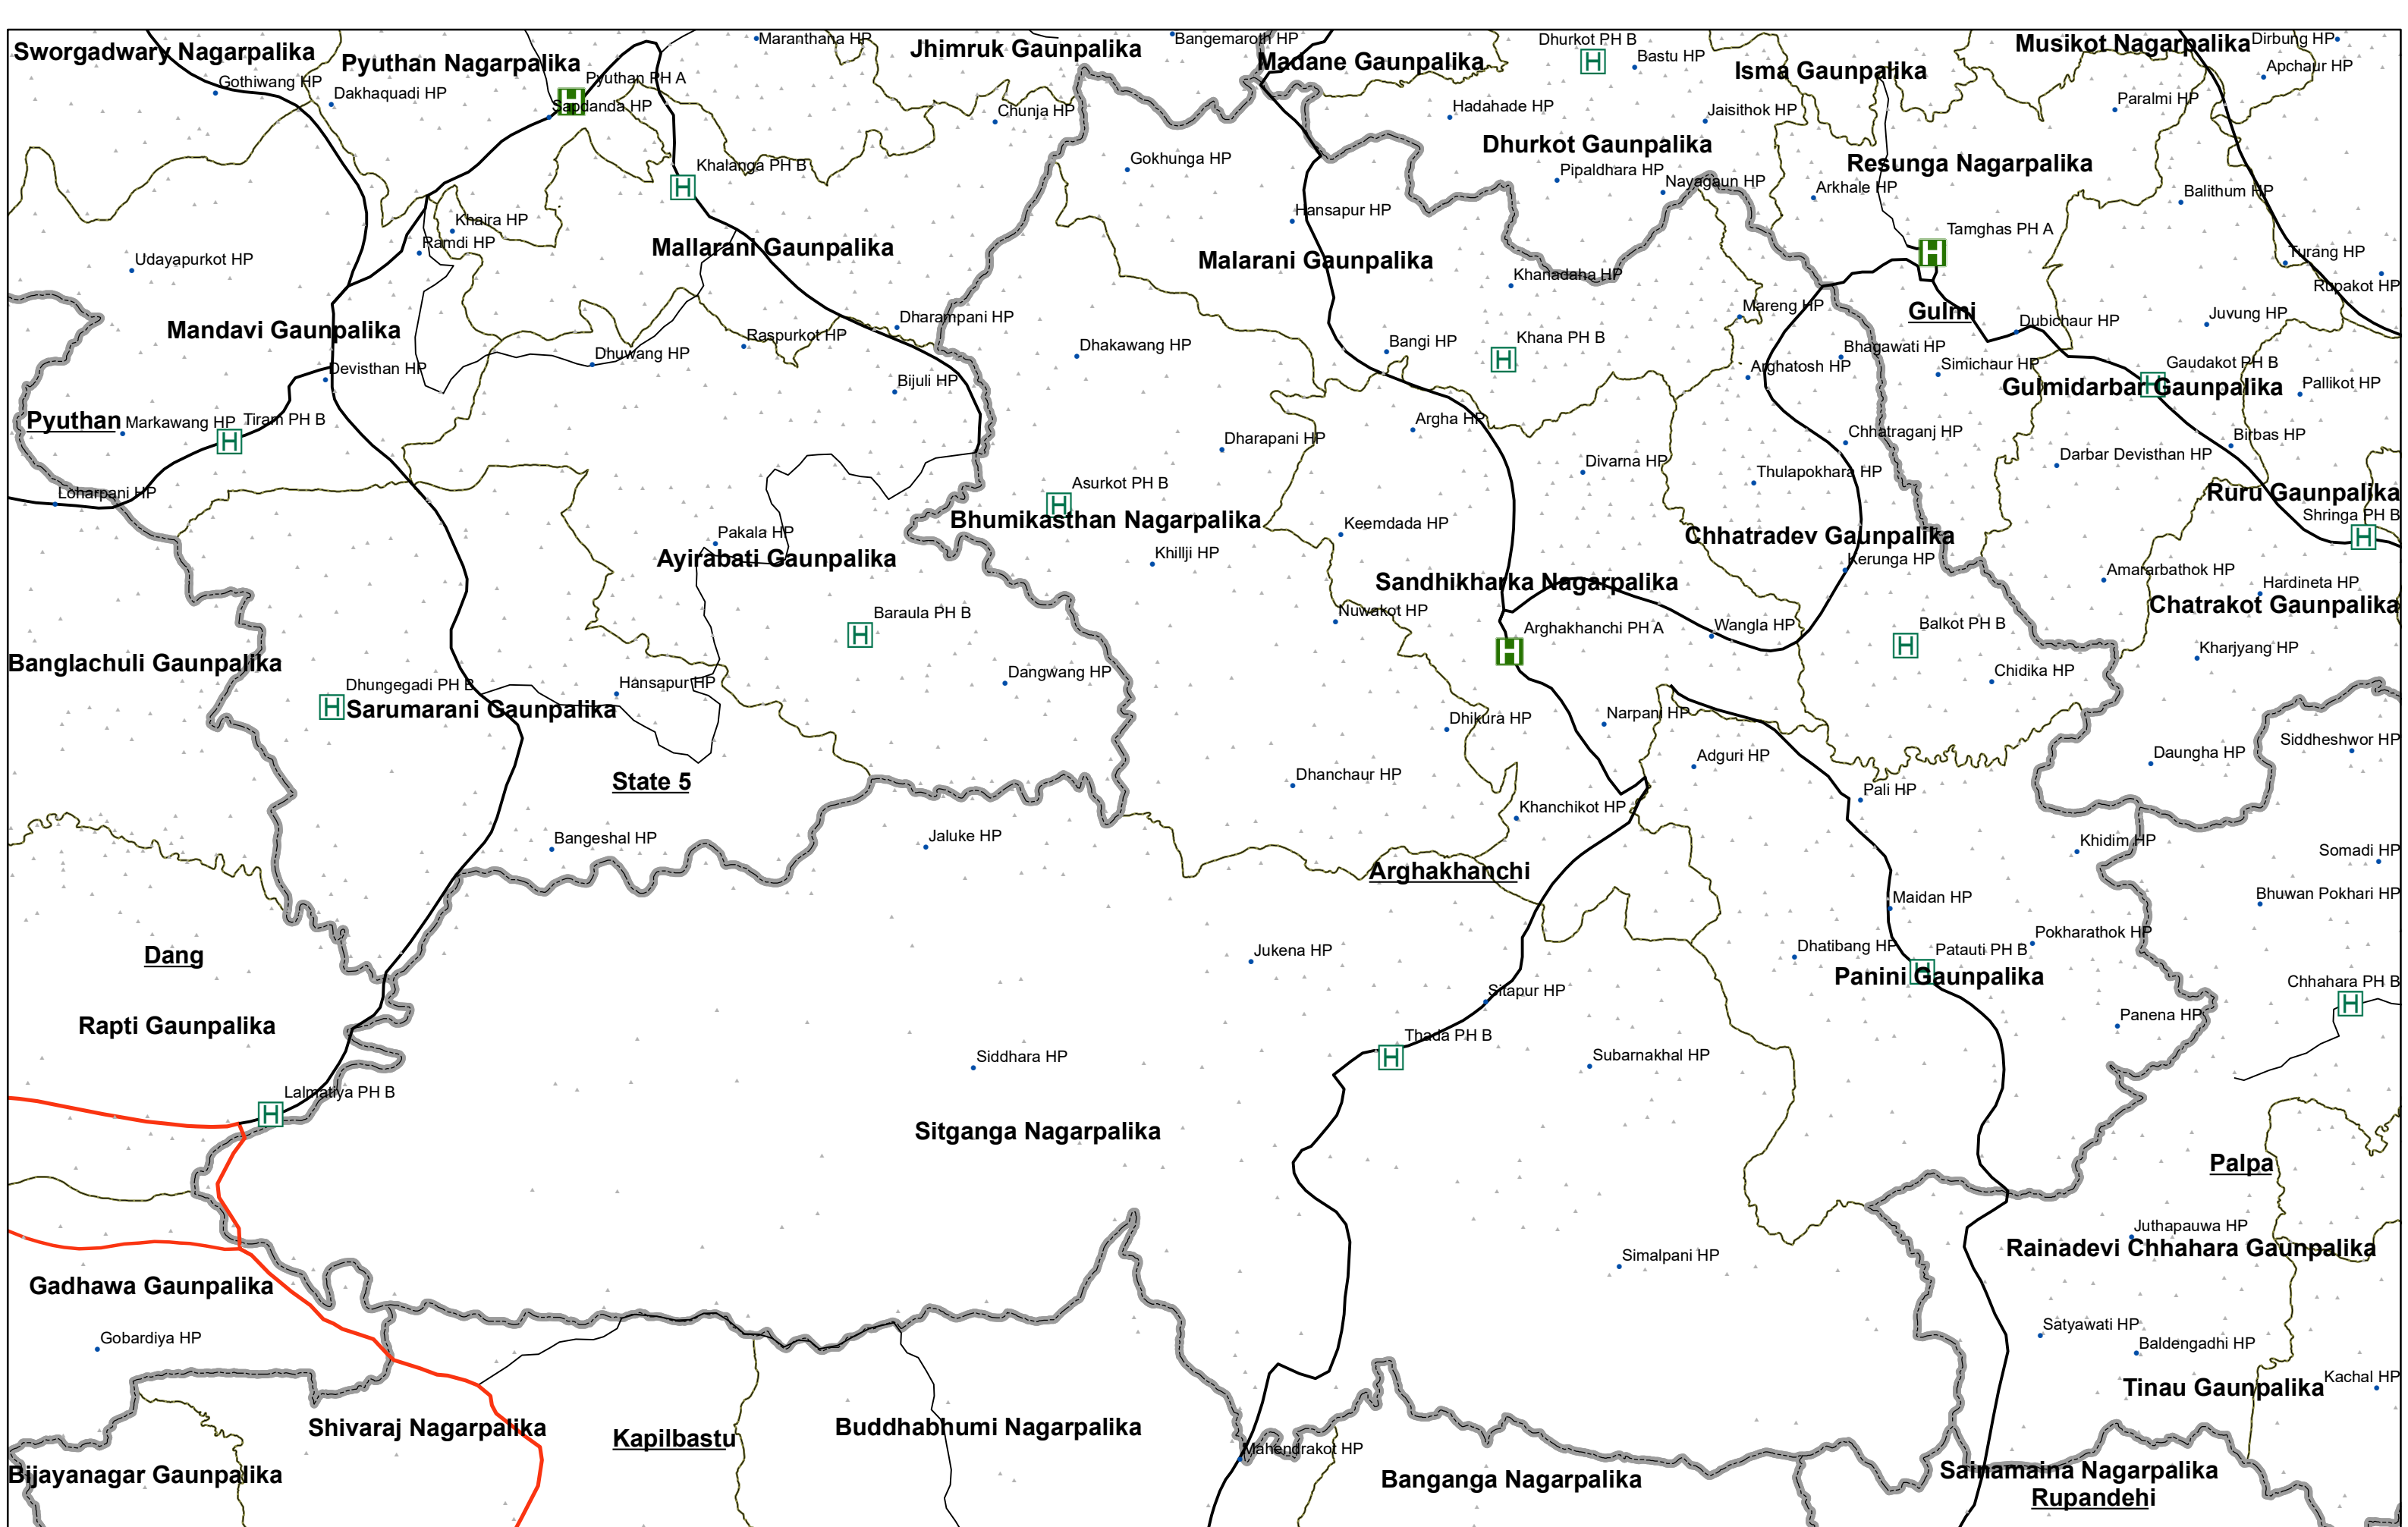 Maranthana HP
Bangemaroth HP
Dhurkot PH B
Dirbung HP
Sworgadwary Nagarpalika
Pyuthan Nagarpalika
Jhimruk Gaunpalika
Madane Gaunpalika
Bastu HP
Isma Gaunpalika
Musikot Nagarpalika
Apchaur HP
Gothiwang HP
Dakhaquadi HP
Pyuthan PH A
Sapdanda HP
Chunja HP
Hadahade HP
Jaisithok HP
Paralmi HP
Khalanga PH B
Gokhunga HP
Dhurkot Gaunpalika
Resunga Nagarpalika
Pipaldhara HP
Nayagaun HP
Arkhale HP
Balithum HP
Khaira HP
Hansapur HP
Tamghas PH A
Ramdi HP
Mallarani Gaunpalika
Malarani Gaunpalika
Turang HP
Udayapurkot HP
Khanadaha HP
Rupakot HP
Mareng HP
Gulmi
Mandavi Gaunpalika
Dharampani HP
Dubichaur HP
Juvung HP
Raspurkot HP
Dhuwang HP
Dhakawang HP
Bangi HP
Khana PH B
Bhagawati HP
Devisthan HP
Bijuli HP
Arghatosh HP
Simichaur HP
Gaudakot PH B
Gulmidarbar Gaunpalika
Pallikot HP
Pyuthan
Markawang HP
Tiram PH B
Argha HP
Dharapani HP
Chhatraganj HP
Birbas HP
Divarna HP
Thulapokhara HP
Darbar Devisthan HP
Loharpani HP
Asurkot PH B
Ruru Gaunpalika
Bhumikasthan Nagarpalika
Keemdada HP
Shringa PH B
Pakala HP
Ayirabati Gaunpalika
Khillji HP
Chhatradev Gaunpalika
Kerunga HP
Amararbathok HP
Sandhikharka Nagarpalika
Hardineta HP
Chatrakot Gaunpalika
Baraula PH B
Nuwakot HP
Arghakhanchi PH A
Wangla HP
Balkot PH B
Kharjyang HP
Banglachuli Gaunpalika
Dhungegadi PH B
Hansapur HP
Dangwang HP
Chidika HP
Sarumarani Gaunpalika
Dhikura HP
Narpani HP
Adguri HP
Daungha HP
Siddheshwor HP
State 5
Dhanchaur HP
Khanchikot HP
Pali HP
Bangeshal HP
Jaluke HP
Khidim HP
Somadi HP
Arghakhanchi
Maidan HP
Bhuwan Pokhari HP
Dang
Jukena HP
Dhatibang HP
Patauti PH B
Pokharathok HP
Panini Gaunpalika
Chhahara PH B
Rapti Gaunpalika
Sitapur HP
Panena HP
Siddhara HP
Thada PH B
Subarnakhal HP
Lalmatiya PH B
Sitganga Nagarpalika
Palpa
Juthapauwa HP
Rainadevi Chhahara Gaunpalika
Simalpani HP
Gadhawa Gaunpalika
Gobardiya HP
Satyawati HP
Baldengadhi HP
Kachal HP
Tinau Gaunpalika
Shivaraj Nagarpalika
Kapilbastu
Buddhabhumi Nagarpalika
Mahendrakot HP
Bijayanagar Gaunpalika
Banganga Nagarpalika
Sainamaina Nagarpalika
Rupandehi